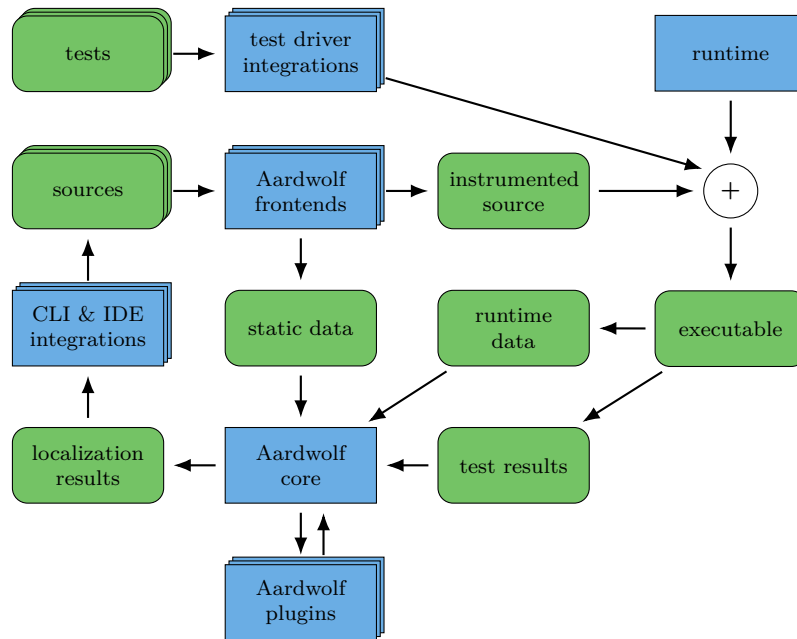 tests
test driver
integrations
runtime
sources
Aardwolf
frontends
instrumented
source
+
CLI & IDE
integrations
static data
runtime
data
executable
localization
results
Aardwolf
core
test results
Aardwolf
plugins